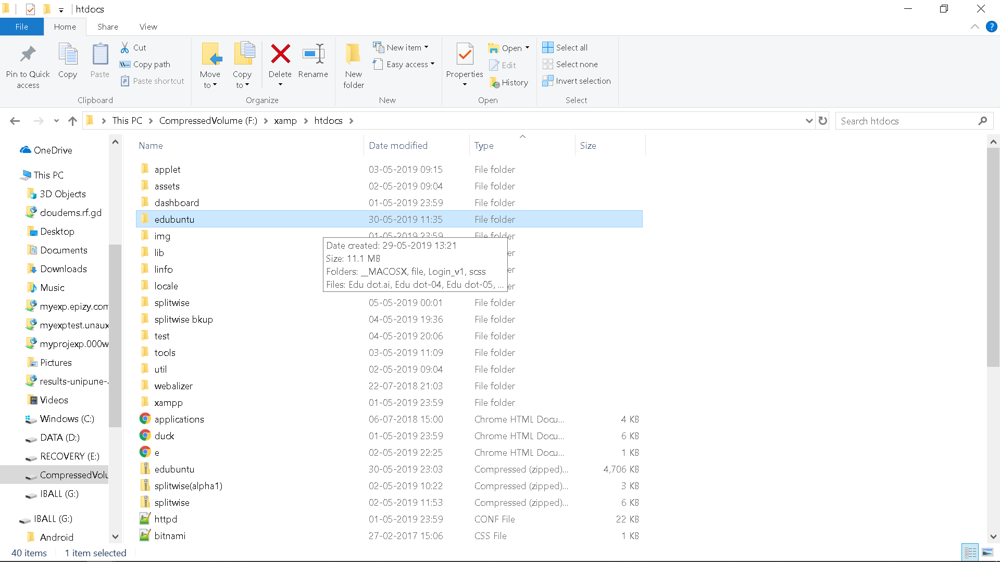 htdocs
File Home Share View
Pin to Quick access
Copy
Paste
Cut
Copy path
Paste shortcut
Clipboard
Move to
Copy to
Delete
Rename
Organize
New folder
New item
Easy access
New
Properties
Open
Edit
History
Open
Select all
Select none
Invert selection
Select
This PC CompressedVolume (F:) xamp htdocs
Search htdocs
OneDrive
This PC
3D Objects
cloudems.rf.gd
Desktop
Documents
Downloads
Music
myexp.epizy.com
myexptest.unaux
myprojexp.000w
Pictures
results-unipune-
Videos
Windows (C:)
DATA (D:)
RECOVERY (E:)
CompressedVolu
IBALL (G:)
IBALL (G:)
Android
Name Date modified Type Size
applet 03-05-2019 09:15 File folder
assets 02-05-2019 09:04 File folder
dashboard 01-05-2019 23:59 File folder
edubuntu 30-05-2019 11:35 File folder
img 01-05-2019 23:59 File folder
lib er
linfo er
locale er
Date created: 29-05-2019 13:21
Size: 11.1 MB
Folders: __MACOSX, file, Login_v1, scss
Files: Edu dot.ai, Edu dot-04, Edu dot-05, ...
splitwise 05-05-2019 00:01 File folder
splitwise bkup 04-05-2019 19:36 File folder
test 04-05-2019 20:06 File folder
tools 03-05-2019 11:09 File folder
util 02-05-2019 09:04 File folder
webalizer 22-07-2018 21:03 File folder
xampp 01-05-2019 23:59 File folder
applications 06-07-2018 15:00 Chrome HTML Docu... 4 KB
duck 01-05-2019 23:59 Chrome HTML Docu... 6 KB
e 02-05-2019 22:25 Chrome HTML Docu... 1 KB
edubuntu 30-05-2019 23:03 Compressed (zipped)... 4,706 KB
splitwise(alpha1) 02-05-2019 10:22 Compressed (zipped)... 3 KB
splitwise 02-05-2019 11:53 Compressed (zipped)... 6 KB
httpd 01-05-2019 23:59 CONF File 22 KB
bitnami 27-02-2017 15:06 CSS File 1 KB
40 items 1 item selected